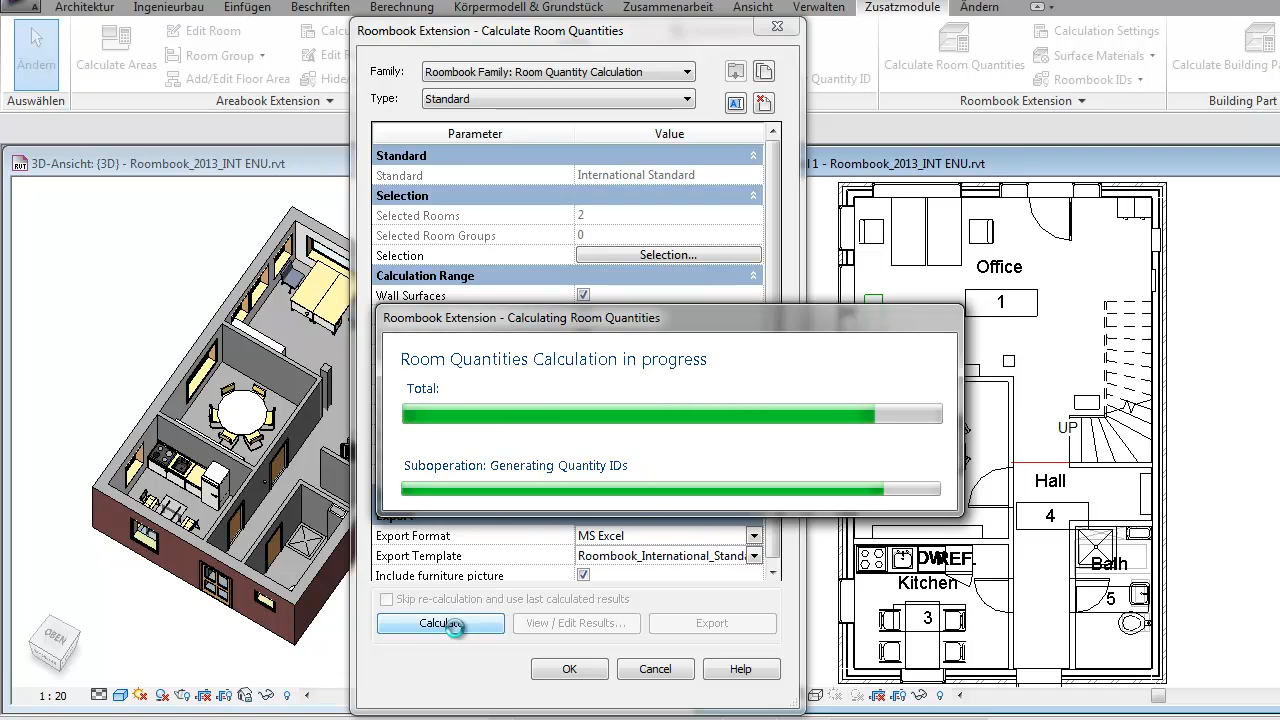 Architektur Ingenieurbau Einfügen Beschriften Berechnung Körpermodell & Grundstück Zusammenarbeit Ansicht Verwalten Zusatzmodule Ändern
Ändern
Auswählen
Calculate Areas
Edit Room
Room Group
Add/Edit Floor Area
Areabook Extension
Calculate Room Quantities
Calculation Settings
Surface Materials
Roombook IDs
Roombook Extension
Building Part
Quantity ID
Roombook Extension - Calculate Room Quantities
Family: Roombook Family: Room Quantity Calculation
Type: Standard
Parameter Value
Standard
Standard International Standard
Selection
Selected Rooms 2
Selected Room Groups 0
Selection Selection...
Calculation Range
Wall Surfaces
Roombook Extension - Calculating Room Quantities
Room Quantities Calculation in progress
Total:
Suboperation: Generating Quantity IDs
Export Format MS Excel
Export Template Roombook_International_Standa
Include furniture picture
Skip re-calculation and use last calculated results
View / Edit Results... Export
OK Cancel Help
3D-Ansicht: {3D} - Roombook_2013_INT ENU.rvt
1 - Roombook_2013_INT ENU.rvt
OBEN
1 : 20
Office
1
UP
Hall
4
REF.
Kitchen
3
Bath
5